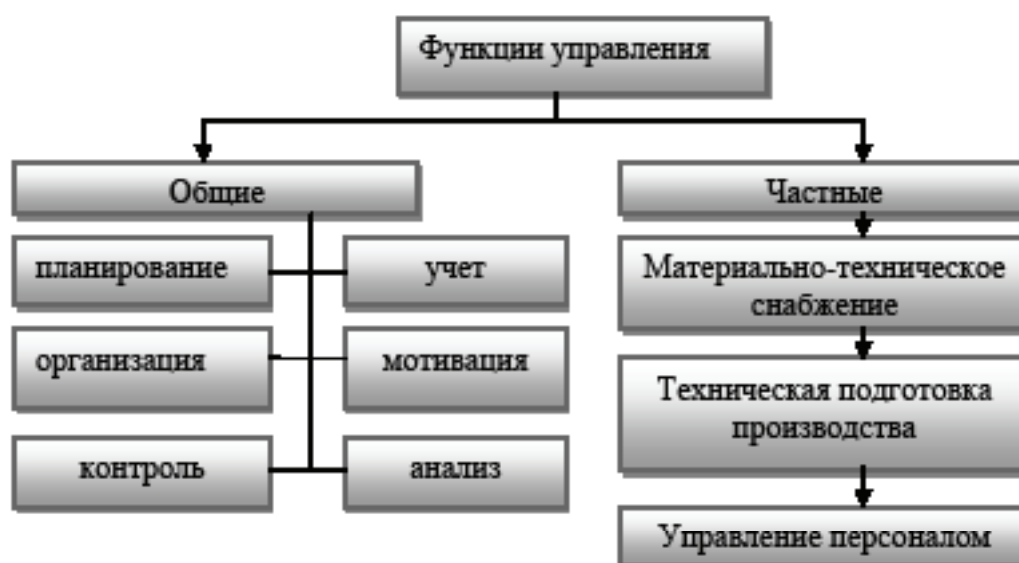 Функции управления
Общие
Частные
планирование
учет
Материально-техническое
снабжение
организация
мотивация
Техническая подготовка
производства
контроль
анализ
Управление персоналом